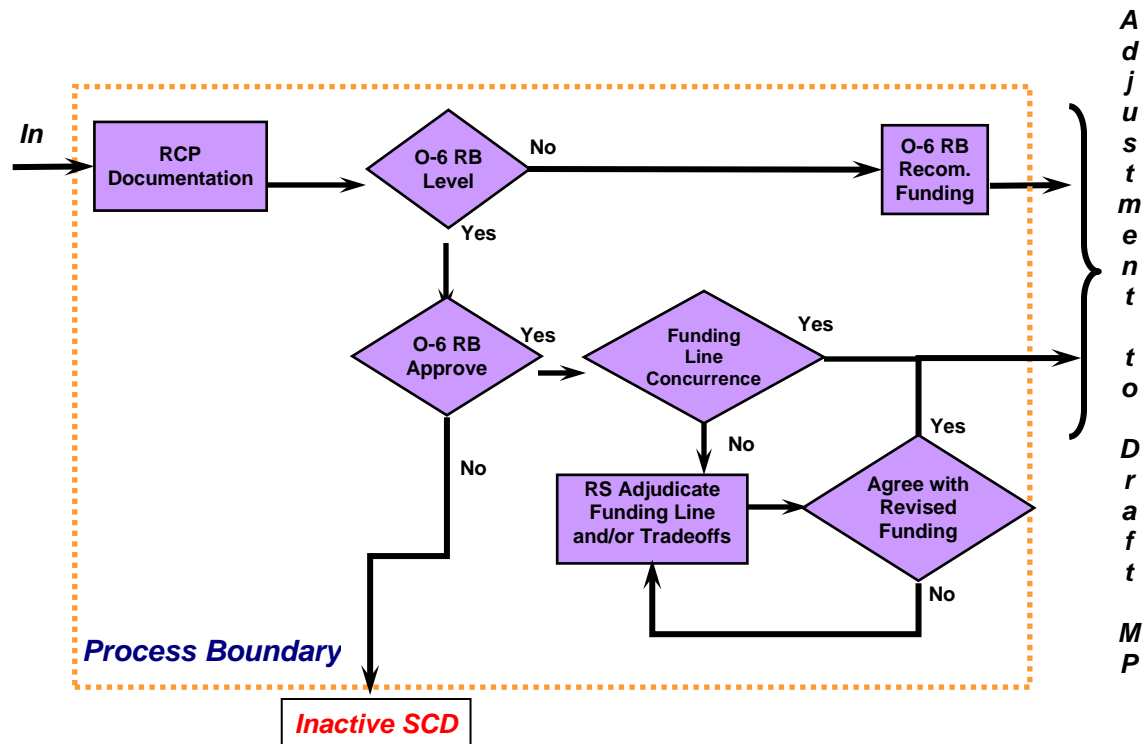 In
RCP
Documentation
O-6 RB
Level
No
O-6 RB
Recom.
Funding
Yes
O-6 RB
Approve
Yes
Funding
Line
Concurrence
Yes
No
No
RS Adjudicate
Funding Line
and/or Tradeoffs
Agree with
Revised
Funding
Yes
No
Process Boundary
Inactive SCD
Adjustment to Draft MP